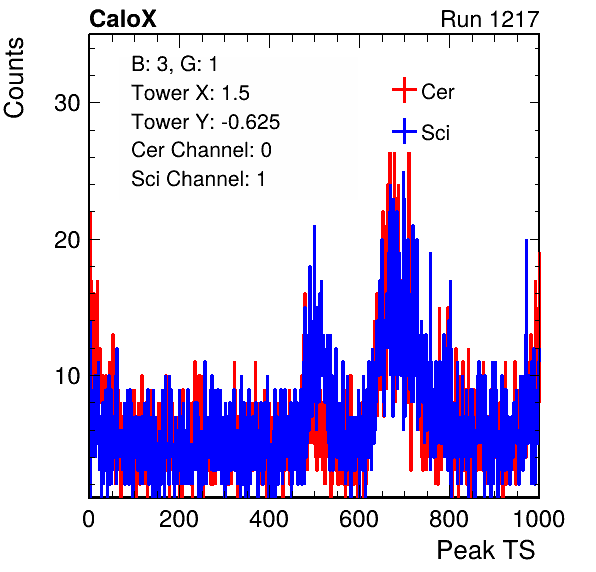 CaloX Run 1217
Counts
B: 3, G: 1
Tower X: 1.5
Tower Y: -0.625
Cer Channel: 0
Sci Channel: 1
Cer
Sci
30
20
10
0 200 400 600 800 1000
Peak TS